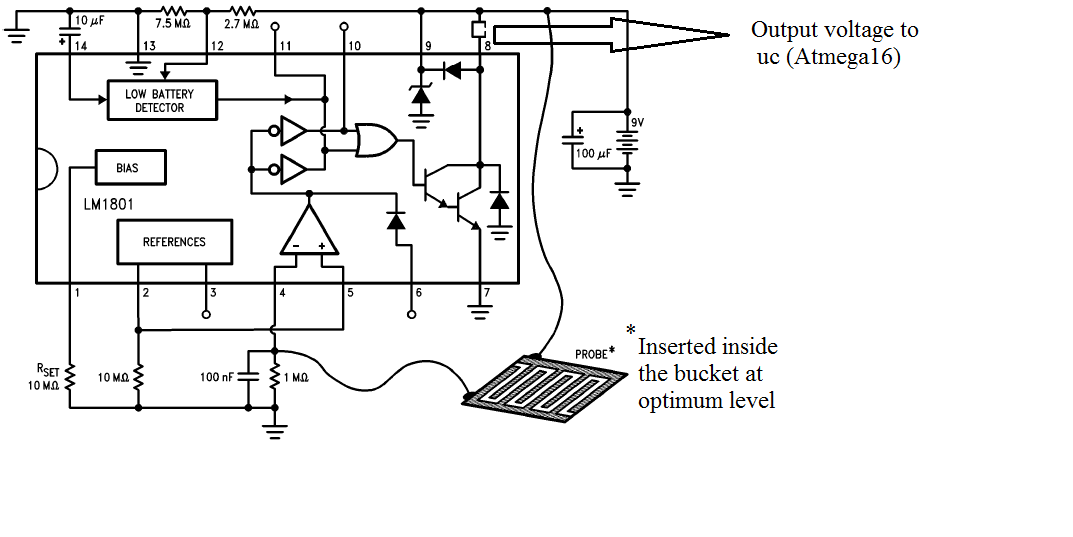 10 µF
7.5 MΩ
2.7 MΩ
14
13
12
11
10
9
8
Output voltage to
uc (Atmega16)
LOW BATTERY
DETECTOR
+
9V
+
100 µF
BIAS
LM1801
REFERENCES
- +
1
2
3
4
5
6
7
RSET
10 MΩ
10 MΩ
100 nF
1 MΩ
PROBE*
* Inserted inside
the bucket at
optimum level